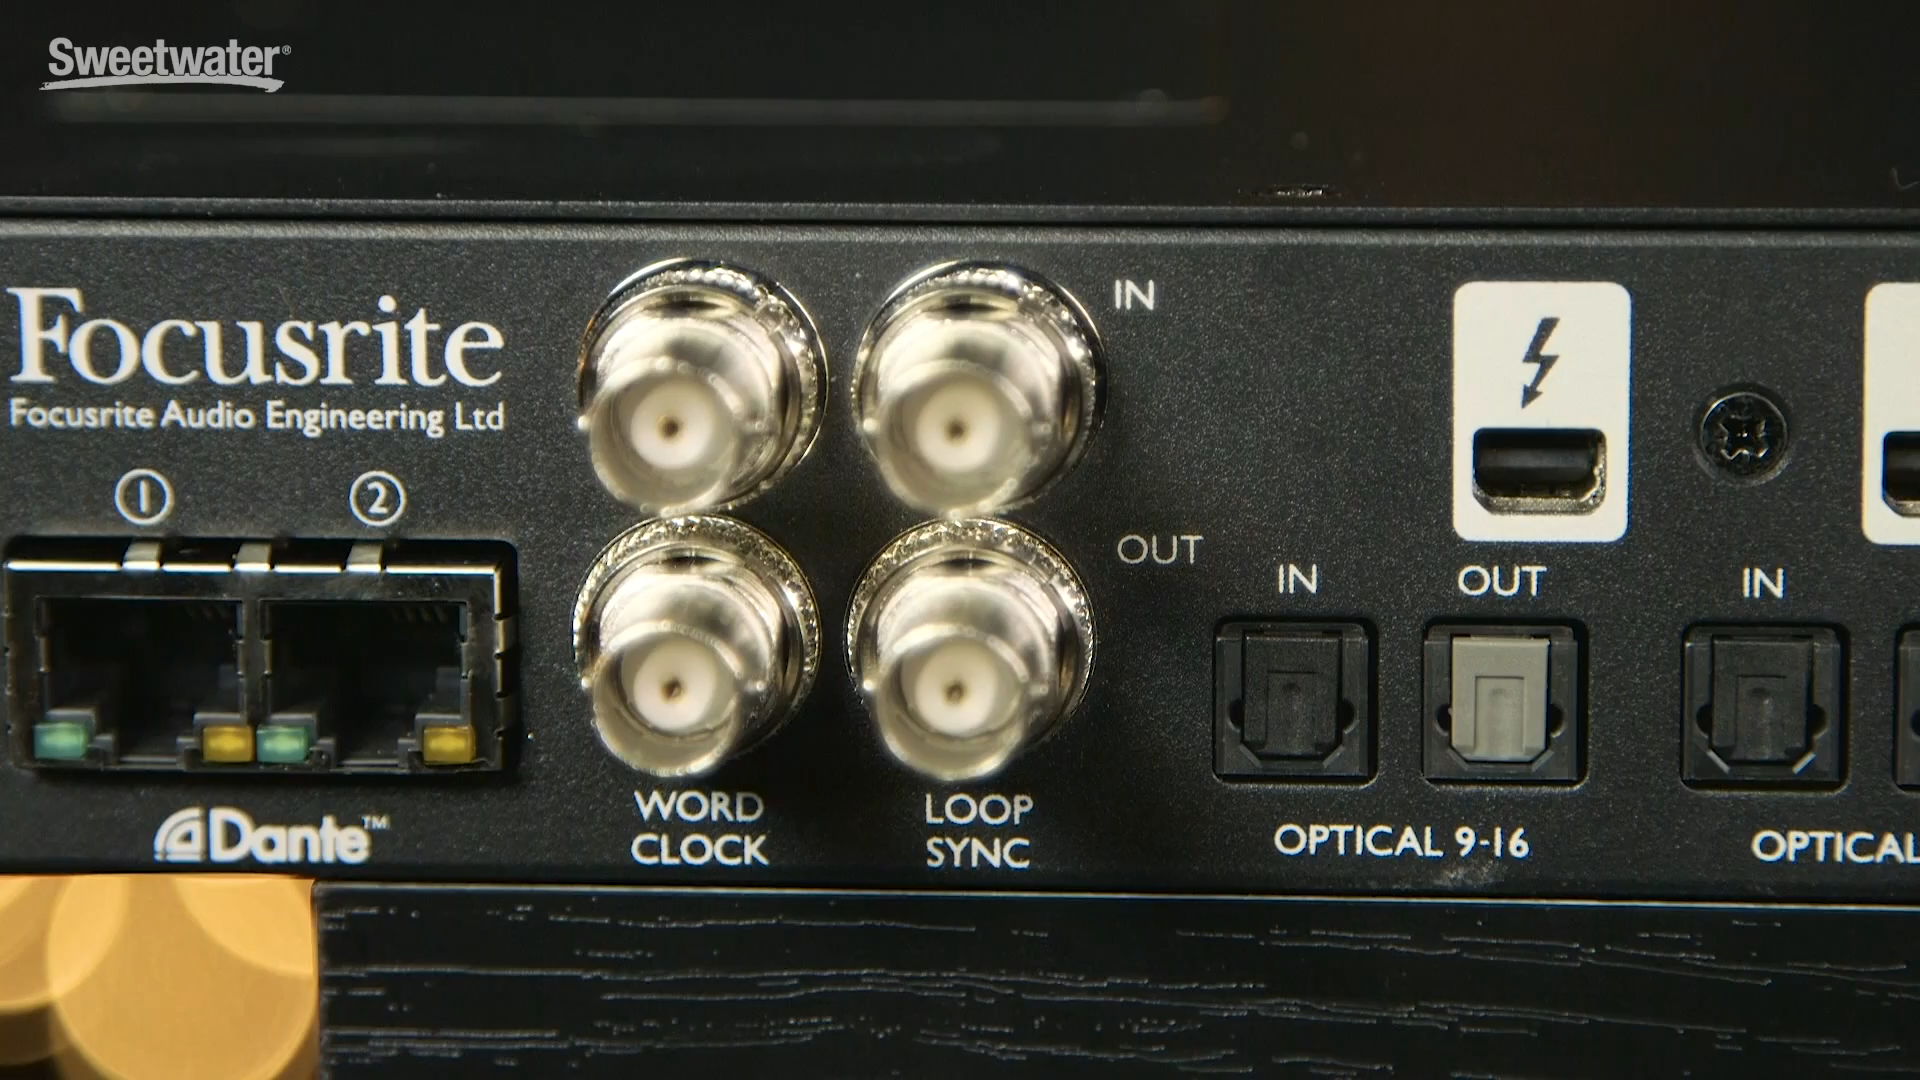 Sweetwater®
Focusrite
Focusrite Audio Engineering Ltd
1 2
Dante™
WORD
CLOCK
LOOP
SYNC
IN
OUT
IN OUT
OPTICAL 9-16
IN
OPTICAL